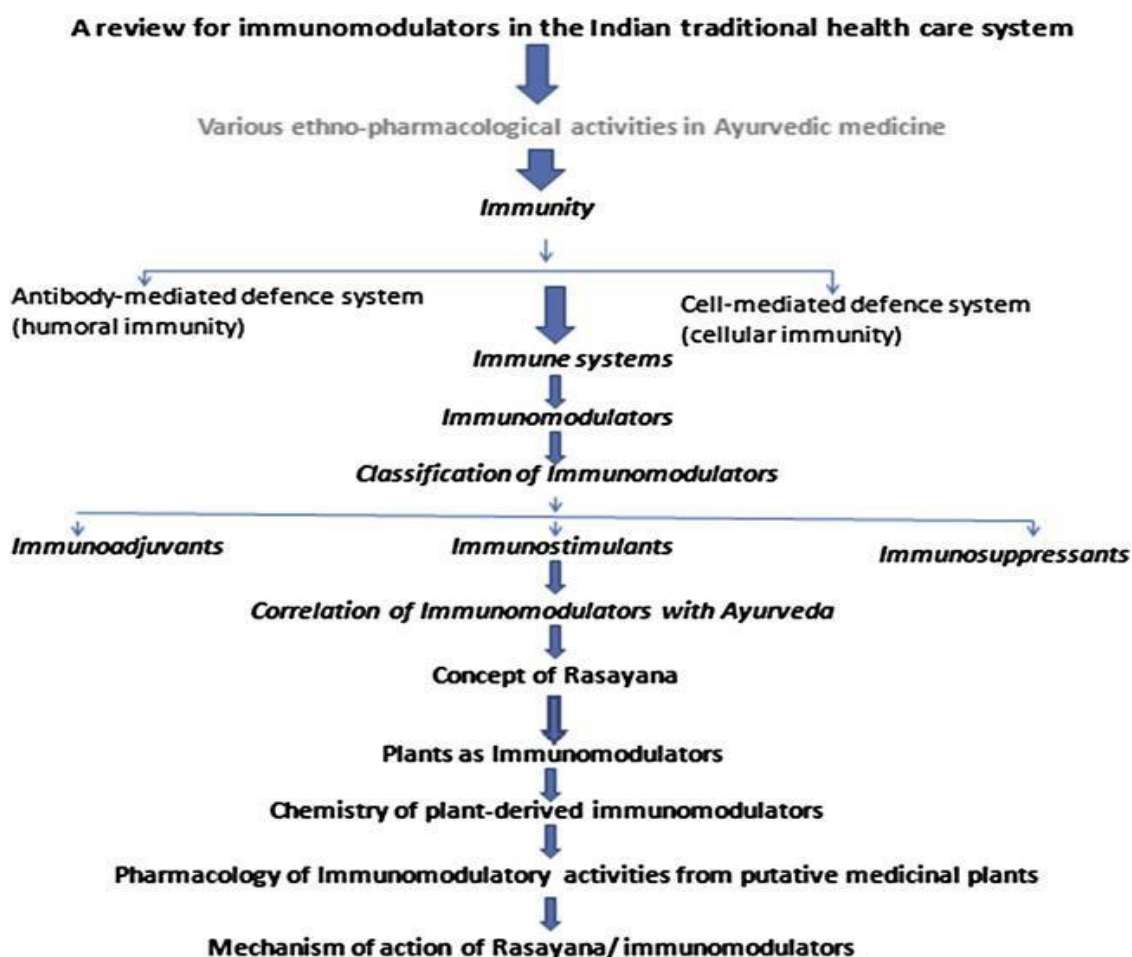 A review for immunomodulators in the Indian traditional health care system
Various ethno-pharmacological activities in Ayurvedic medicine
Immunity
Antibody-mediated defence system
(humoral immunity)
Cell-mediated defence system
(cellular immunity)
Immune systems
Immunomodulators
Classification of Immunomodulators
Immunoadjuvants
Immunostimulants
Immunosuppressants
Correlation of Immunomodulators with Ayurveda
Concept of Rasayana
Plants as Immunomodulators
Chemistry of plant-derived immunomodulators
Pharmacology of Immunomodulatory activities from putative medicinal plants
Mechanism of action of Rasayana/ immunomodulators